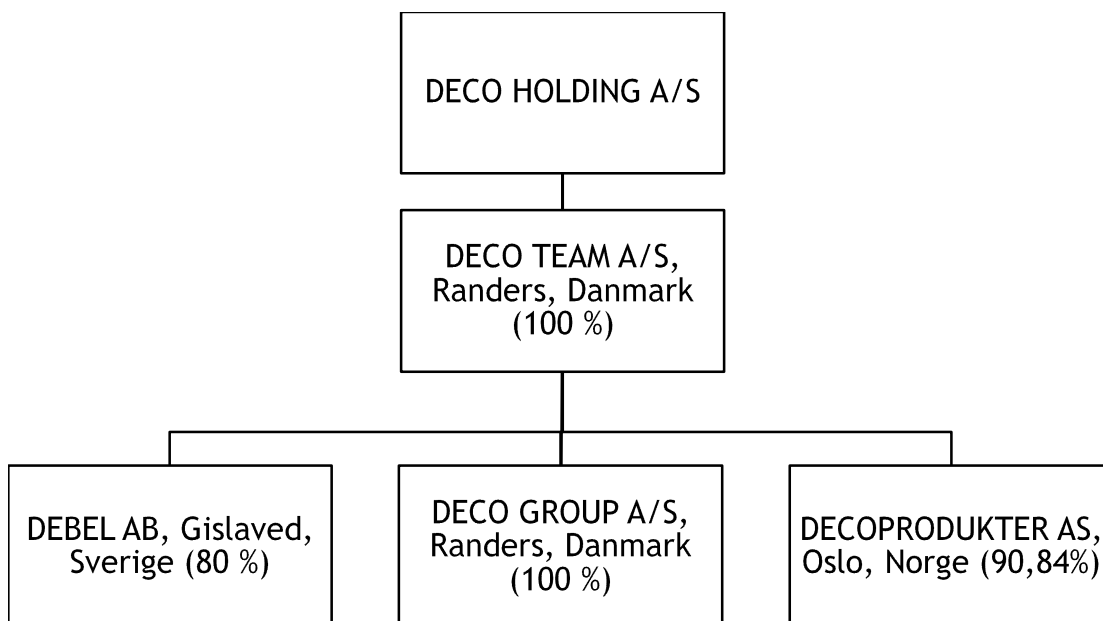 DECO HOLDING A/S
DECO TEAM A/S,
Randers, Danmark
(100 %)
DEBEL AB, Gislaved,
Sverige (80 %)
DECO GROUP A/S,
Randers, Danmark
(100 %)
DECOPRODUKTER AS,
Oslo, Norge (90,84%)